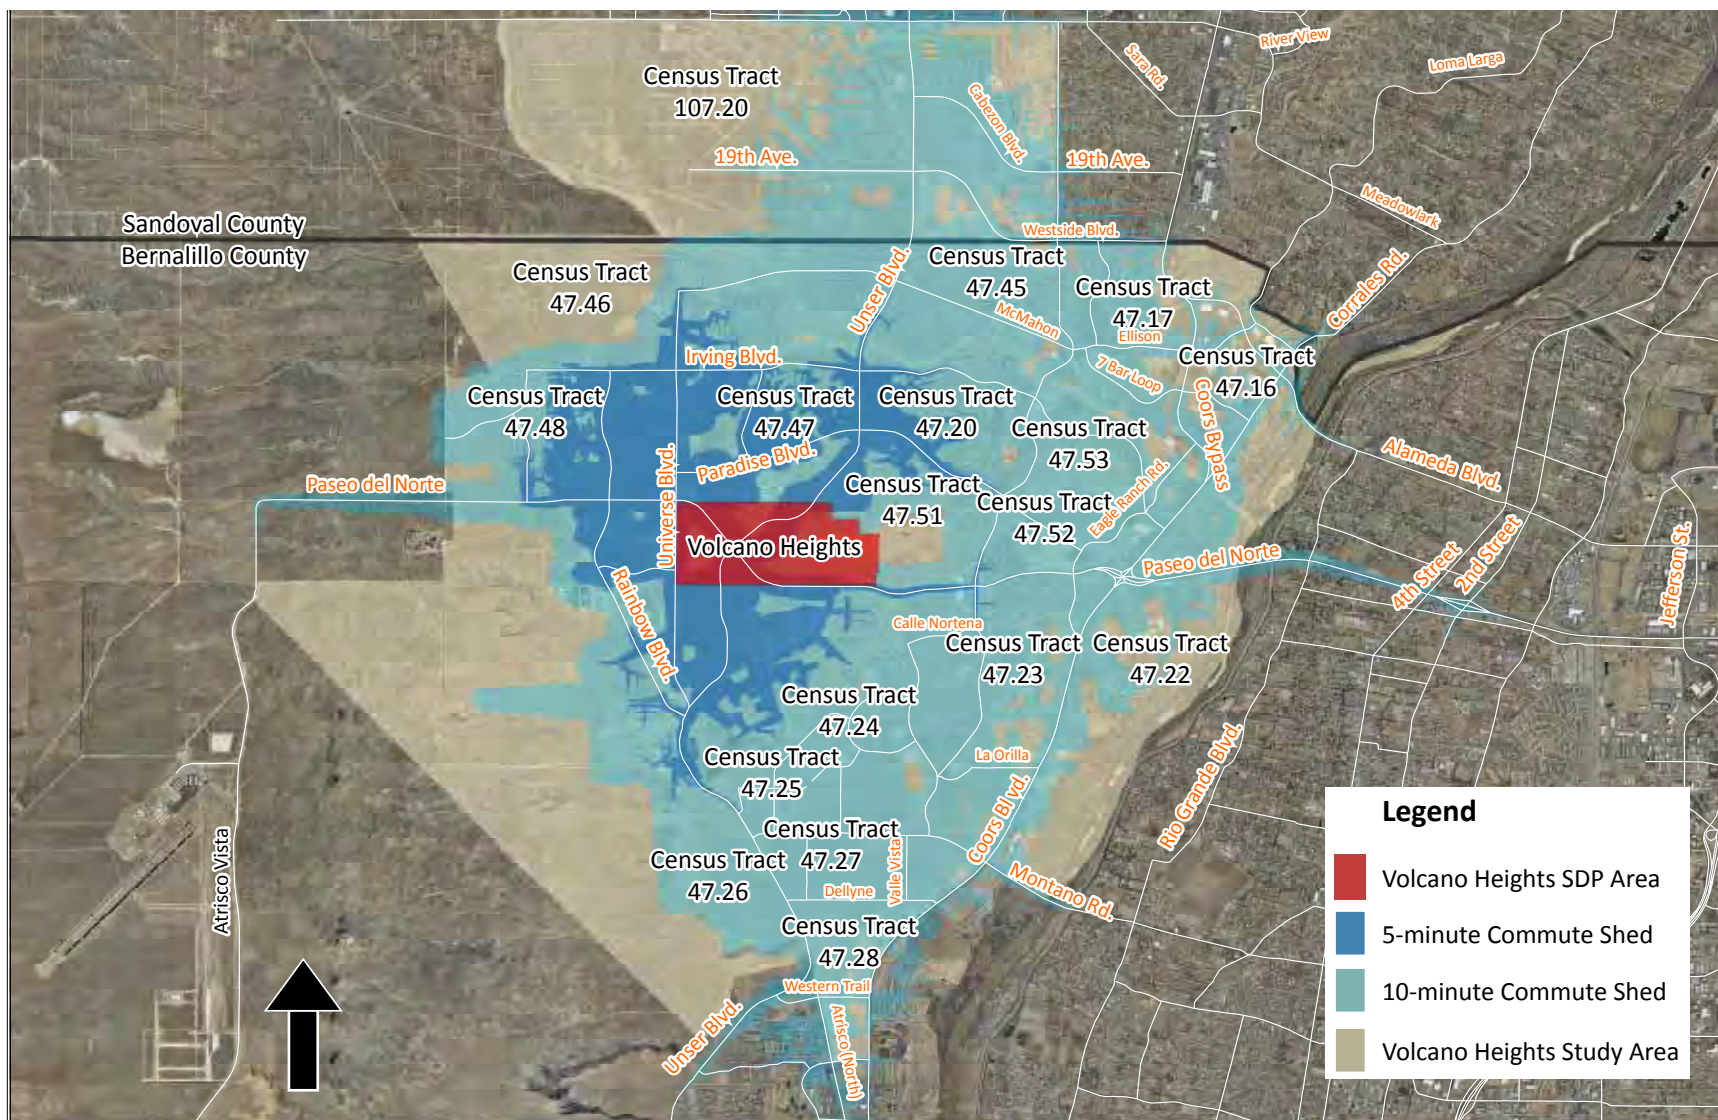 River View
Sara Rd.
Loma Larga
Census Tract
107.20
Cabezon Blvd.
19th Ave.
19th Ave.
Meadowlark
Sandoval County
Bernalillo County
Westside Blvd.
Census Tract
47.46
Unser Blvd.
Census Tract
47.45
Census Tract
47.17
Corrales Rd.
McMahon
Ellison
Irving Blvd.
7 Bar Loop
Census Tract
47.16
Census Tract
47.48
Census Tract
47.47
Census Tract
47.20
Coors Bypass
Census Tract
47.53
Paradise Blvd.
Alameda Blvd.
Paseo del Norte
Universe Blvd.
Census Tract
47.51
Census Tract
47.52
Eagle Ranch Rd.
Volcano Heights
Paseo del Norte
4th Street
2nd Street
Jefferson St.
Rainbow Blvd.
Calle Nortena
Census Tract
47.23
Census Tract
47.22
Census Tract
47.24
Census Tract
47.25
La Orilla
Rio Grande Blvd.
Coors Blvd.
Census Tract
47.27
Census Tract
47.26
Valle Vista
Dellyne
Montano Rd.
Atrisco Vista
Census Tract
47.28
Western Trail
Unser Blvd.
Atrisco (North)
Legend
Volcano Heights SDP Area
5-minute Commute Shed
10-minute Commute Shed
Volcano Heights Study Area